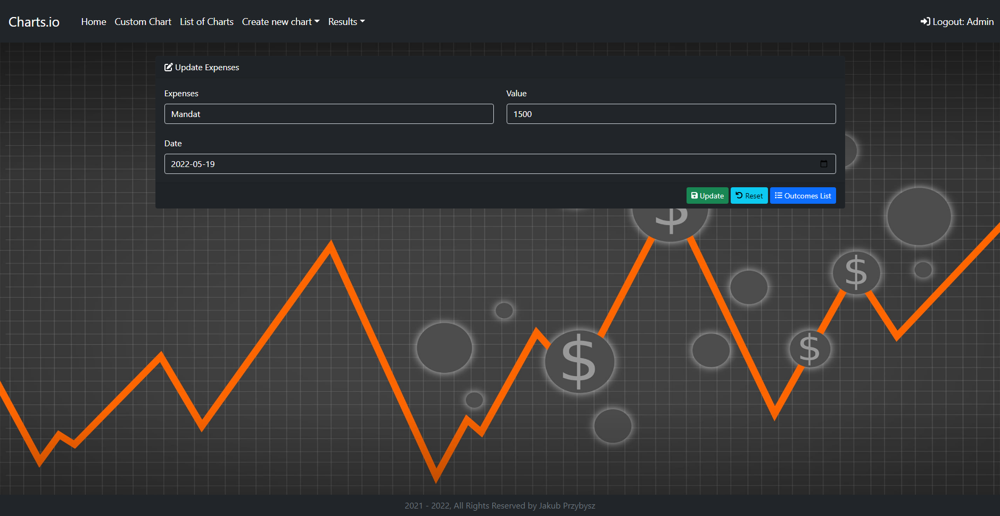 Charts.io Home Custom Chart List of Charts Create new chart Results Logout: Admin
Update Expenses
Expenses Value
Mandat 1500
Date
2022-05-19
Update Reset Outcomes List
$
$
$
$
2021 - 2022, All Rights Reserved by Jakub Przybysz